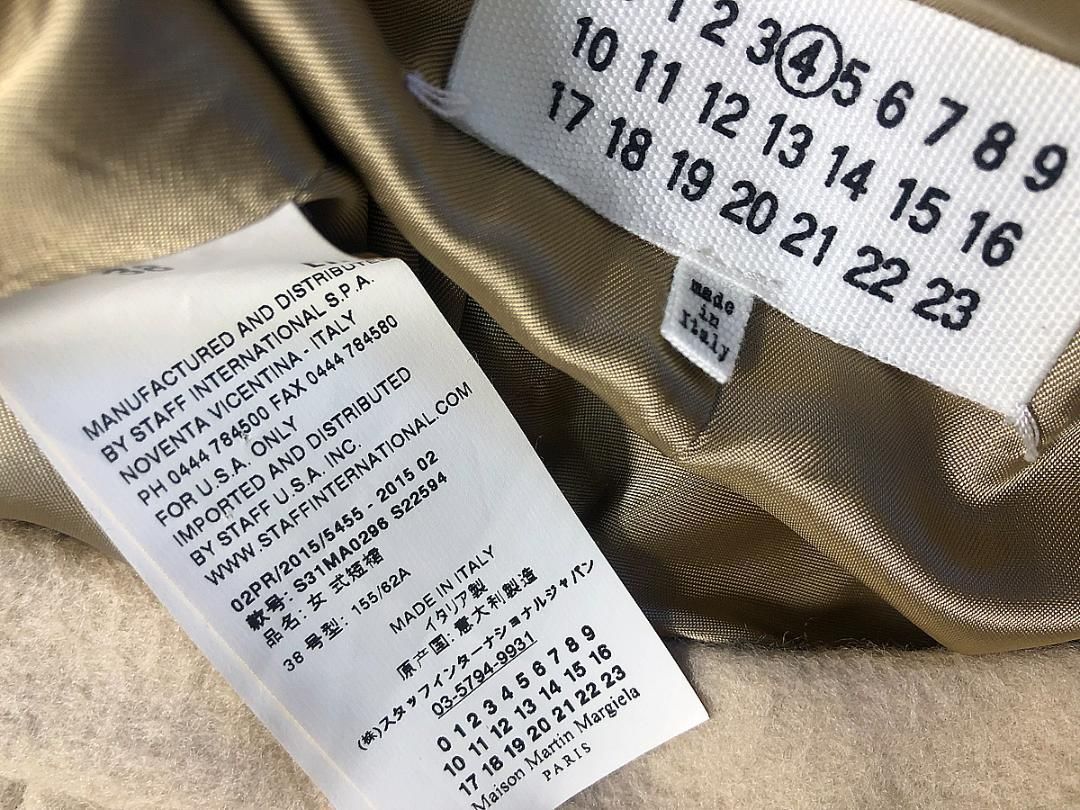 1 2 3 4 5 6 7 8 9
10 11 12 13 14 15 16
17 18 19 20 21 22 23
made
in
Italy
38
MANUFACTURED AND DISTRIBUTED
BY STAFF INTERNATIONAL S.P.A.
NOVENTA VICENTINA - ITALY
PH 0444 784500 FAX 0444 784580
FOR U.S.A. ONLY
IMPORTED AND DISTRIBUTED
BY STAFF U.S.A. INC.
WWW.STAFFINTERNATIONAL.COM
02PR/2015/5455 - 2015 02
款号: S31MA0296 S22594
品名: 女 式短裙
38 号型: 155/62A
MADE IN ITALY
イタリア製
原产国: 意大利製造
(株)スタッフインターナショナルジャパン
03-5794-9931
0 1 2 3 4 5 6 7 8 9
10 11 12 13 14 15 16
17 18 19 20 21 22 23
Maison Martin Margiela
PARIS